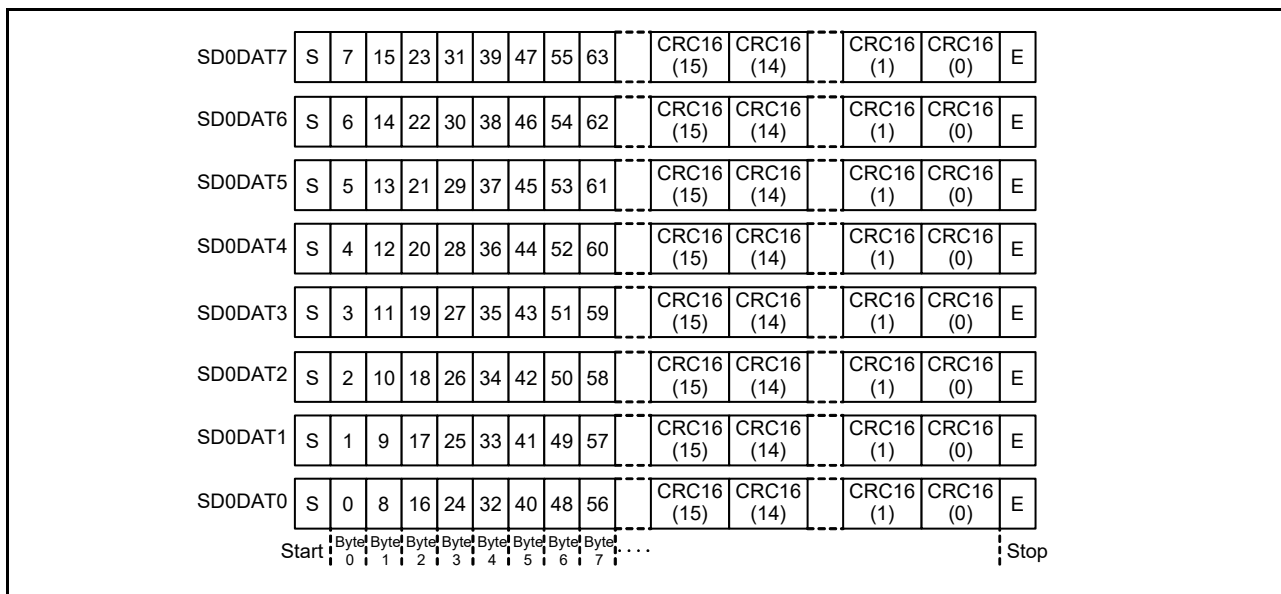 SD0DAT7 S 7 15 23 31 39 47 55 63 CRC16 (15) CRC16 (14) CRC16 (1) CRC16 (0) E
SD0DAT6 S 6 14 22 30 38 46 54 62 CRC16 (15) CRC16 (14) CRC16 (1) CRC16 (0) E
SD0DAT5 S 5 13 21 29 37 45 53 61 CRC16 (15) CRC16 (14) CRC16 (1) CRC16 (0) E
SD0DAT4 S 4 12 20 28 36 44 52 60 CRC16 (15) CRC16 (14) CRC16 (1) CRC16 (0) E
SD0DAT3 S 3 11 19 27 35 43 51 59 CRC16 (15) CRC16 (14) CRC16 (1) CRC16 (0) E
SD0DAT2 S 2 10 18 26 34 42 50 58 CRC16 (15) CRC16 (14) CRC16 (1) CRC16 (0) E
SD0DAT1 S 1 9 17 25 33 41 49 57 CRC16 (15) CRC16 (14) CRC16 (1) CRC16 (0) E
SD0DAT0 S 0 8 16 24 32 40 48 56 CRC16 (15) CRC16 (14) CRC16 (1) CRC16 (0) E
Start Byte 0 Byte 1 Byte 2 Byte 3 Byte 4 Byte 5 Byte 6 Byte 7 . . . . Stop